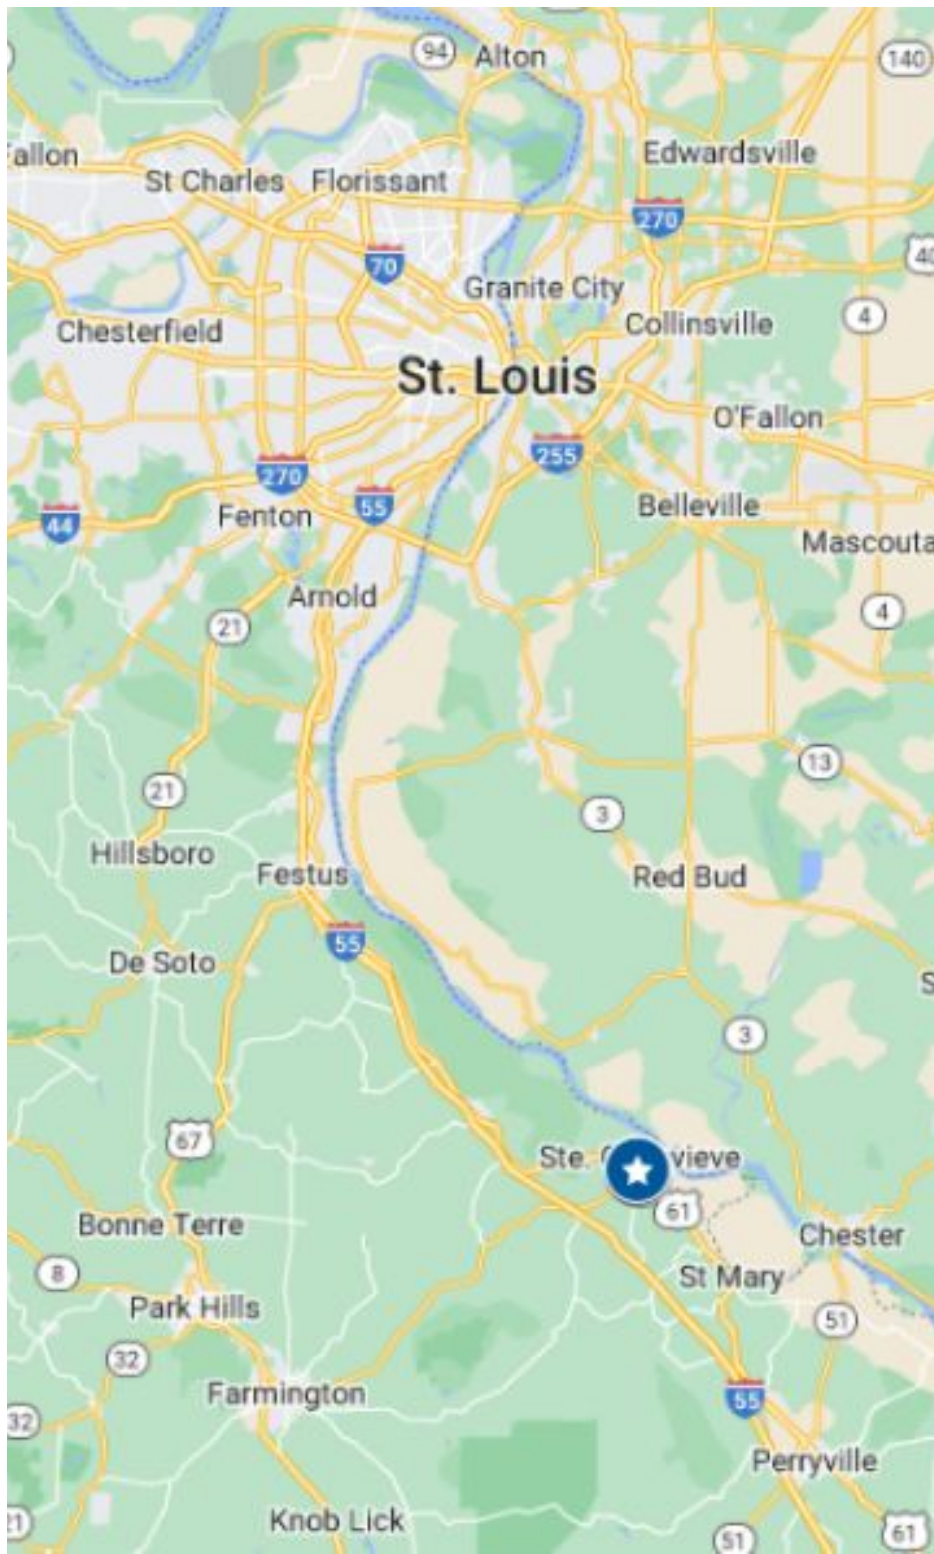 94
Alton
140
Edwardsville
allon
St Charles
Florissant
270
70
40
Granite City
4
Collinsville
Chesterfield
St. Louis
O'Fallon
255
270
55
Belleville
44
Fenton
Mascouta
Arnold
4
21
13
21
3
Hillsboro
Festus
Red Bud
55
De Soto
S
3
67
Ste.
vieve
61
Bonne Terre
Chester
8
St Mary
Park Hills
51
32
Farmington
55
32
Perryville
Knob Lick
21
51
61